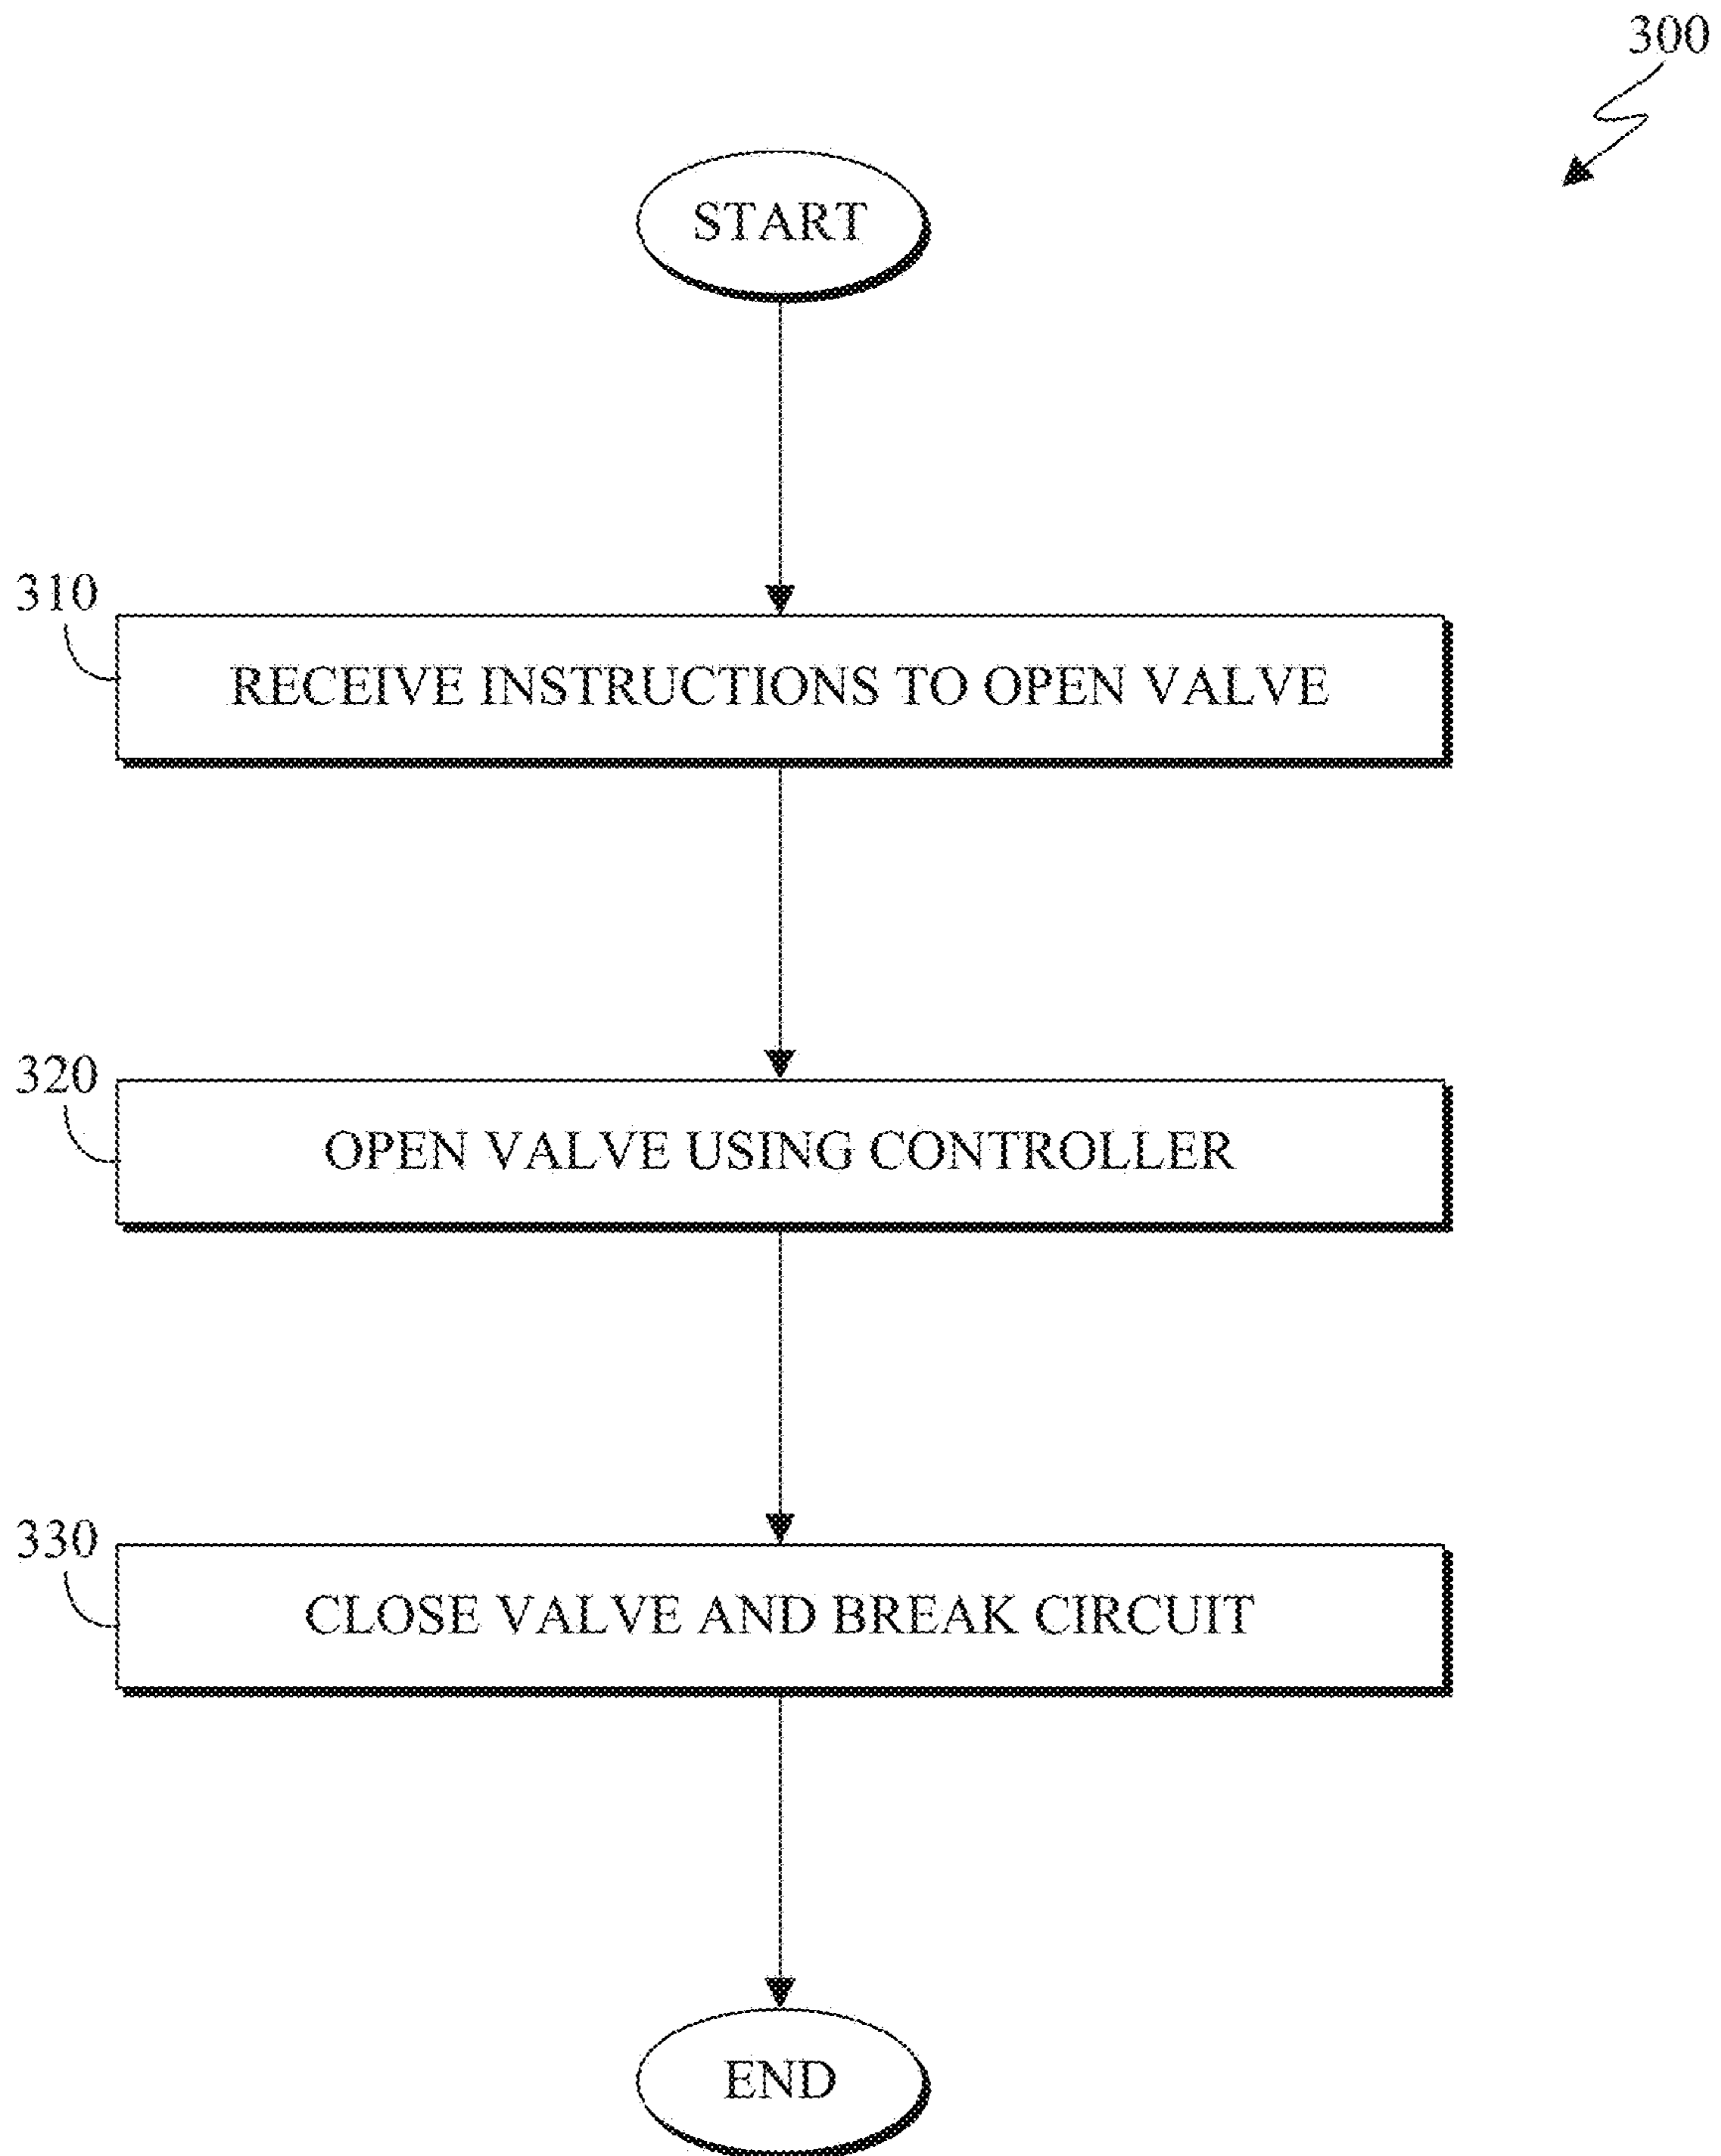 300
START
310
RECEIVE INSTRUCTIONS TO OPEN VALVE
320
OPEN VALVE USING CONTROLLER
330
CLOSE VALVE AND BREAK CIRCUIT
END